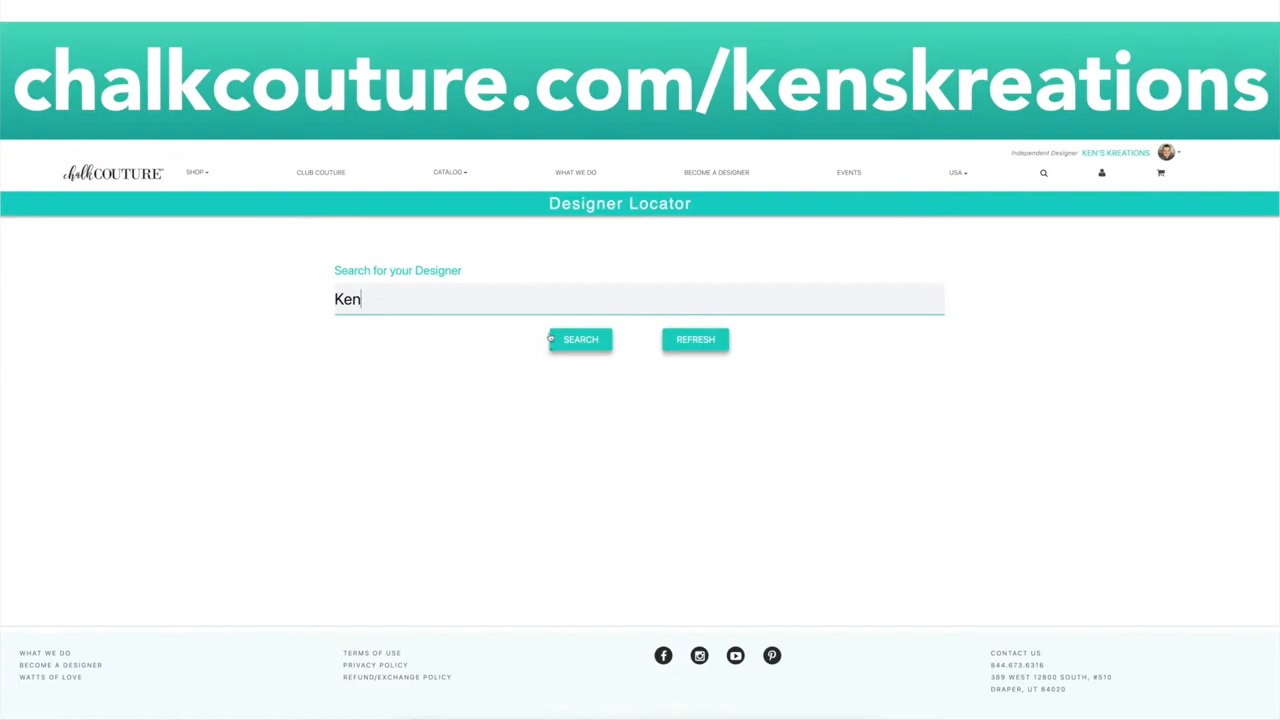 chalkcouture.com/kenskreations
Independent Designer KEN'S KREATIONS
chalkCOUTURE™ SHOP CLUB COUTURE CATALOG WHAT WE DO BECOME A DESIGNER EVENTS USA
Designer Locator
Search for your Designer
Ken
SEARCH REFRESH
WHAT WE DO
BECOME A DESIGNER
WATTS OF LOVE
TERMS OF USE
PRIVACY POLICY
REFUND/EXCHANGE POLICY
CONTACT US
844.673.6316
389 WEST 12800 SOUTH, #510
DRAPER, UT 84020